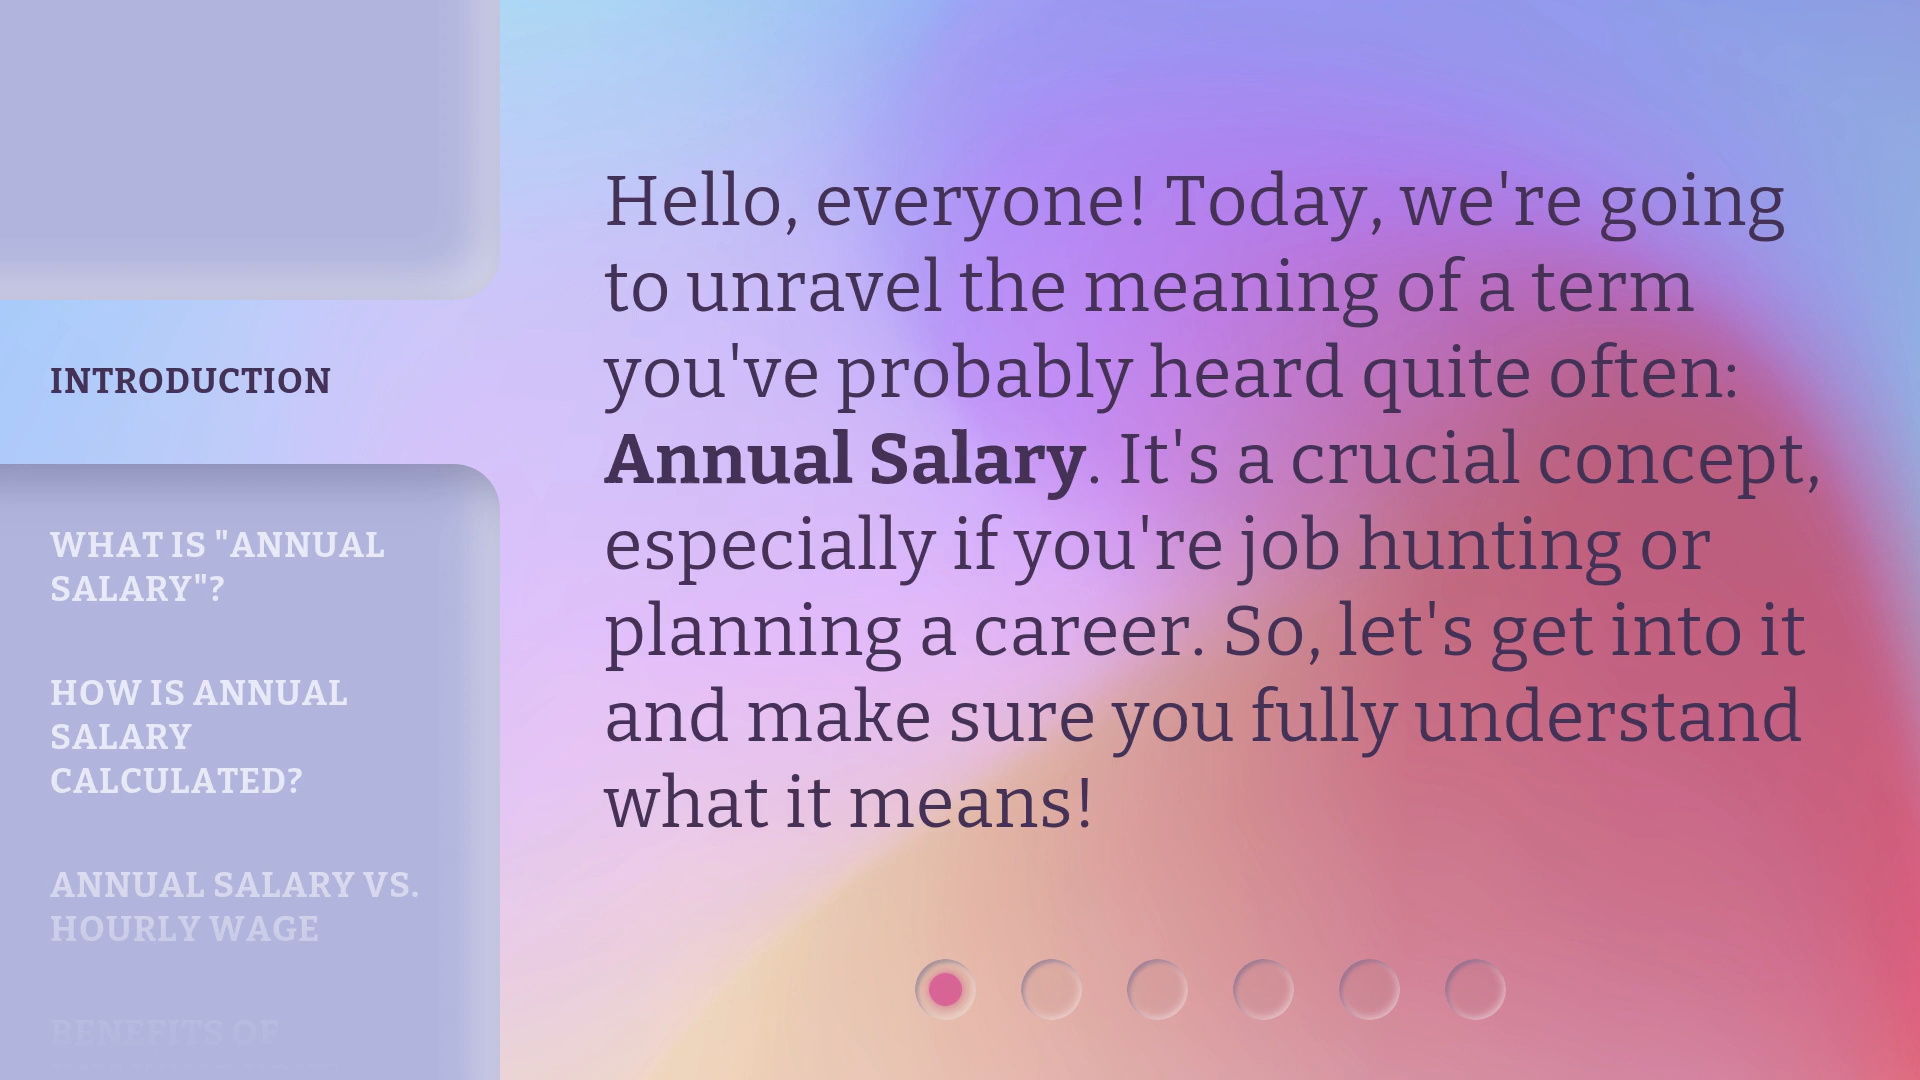 INTRODUCTION
WHAT IS "ANNUAL
SALARY"?
HOW IS ANNUAL
SALARY
CALCULATED?
ANNUAL SALARY VS.
HOURLY WAGE
BENEFITS OF
Hello, everyone! Today, we're going
to unravel the meaning of a term
you've probably heard quite often:
Annual Salary. It's a crucial concept,
especially if you're job hunting or
planning a career. So, let's get into it
and make sure you fully understand
what it means!